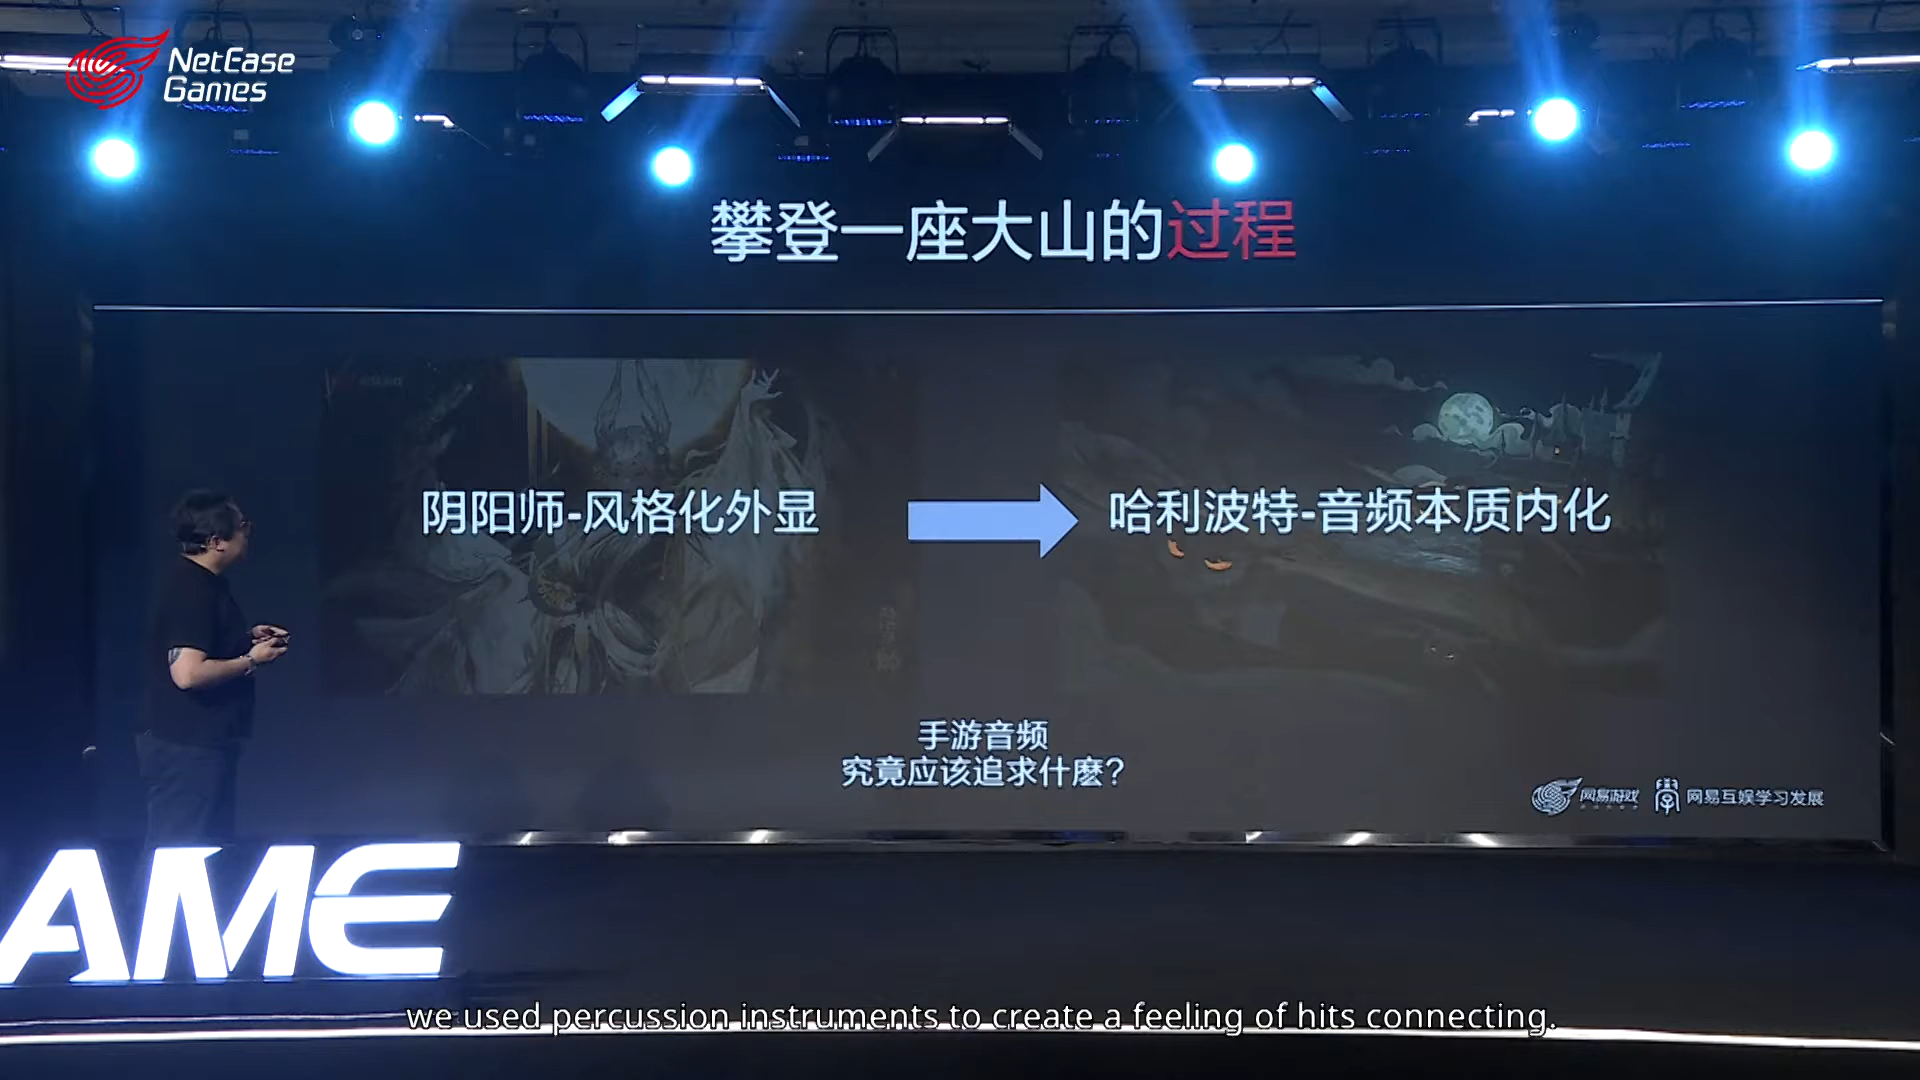 NetEase
Games
攀登一座大山的过程
阴阳师-风格化外显
哈利波特-音频本质内化
手游音频
究竟应该追求什麼?
网易游戏
网易互娱学习发展
AME
we used percussion instruments to create a feeling of hits connecting.